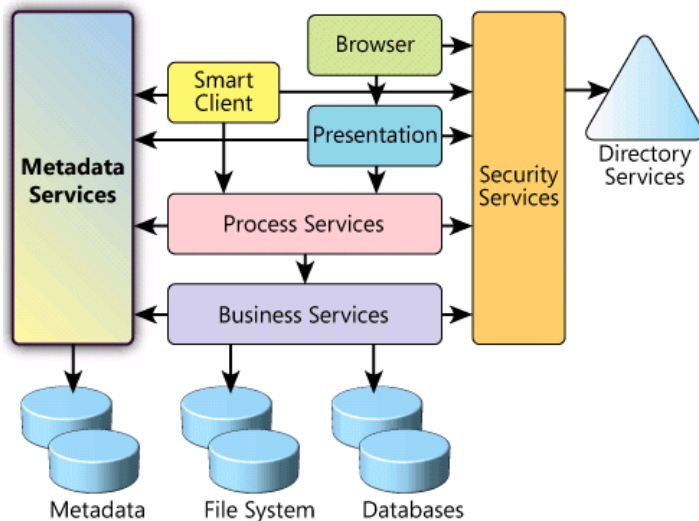 Browser
Smart
Client
Presentation
Metadata
Services
Security
Services
Directory
Services
Process Services
Business Services
Metadata
File System
Databases